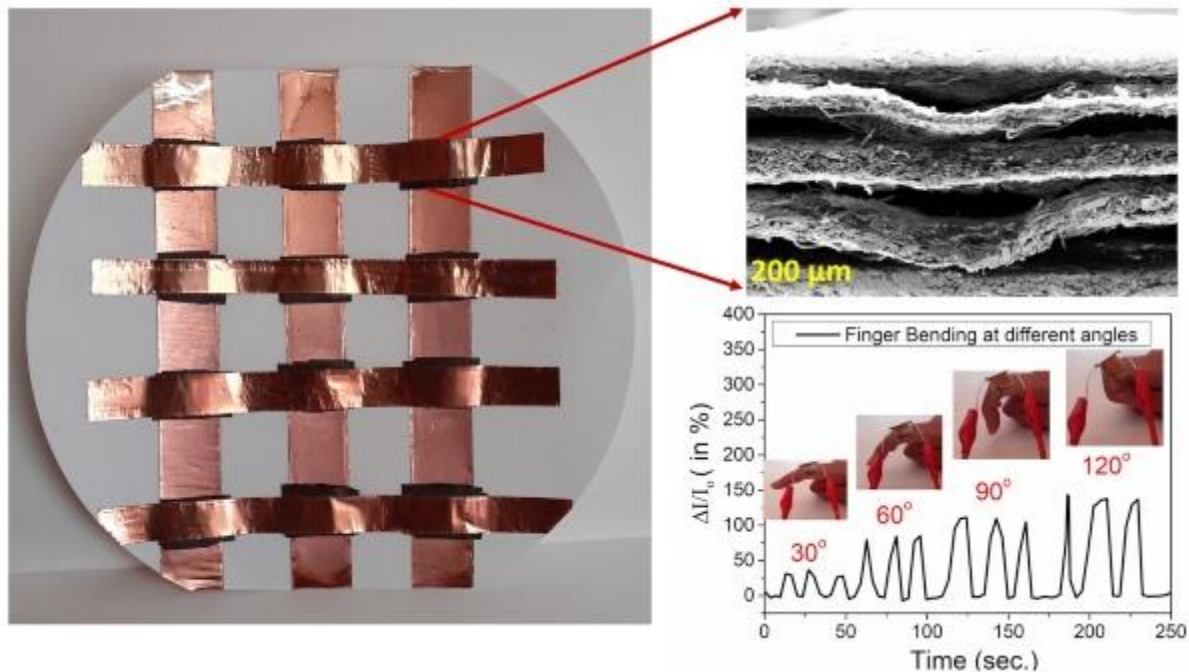 200 μm
400
350
300
250
200
150
100
50
0
ΔI/I₀ ( in %)
Finger Bending at different angles
30°
60°
90°
120°
0 50 100 150 200 250
Time (sec.)